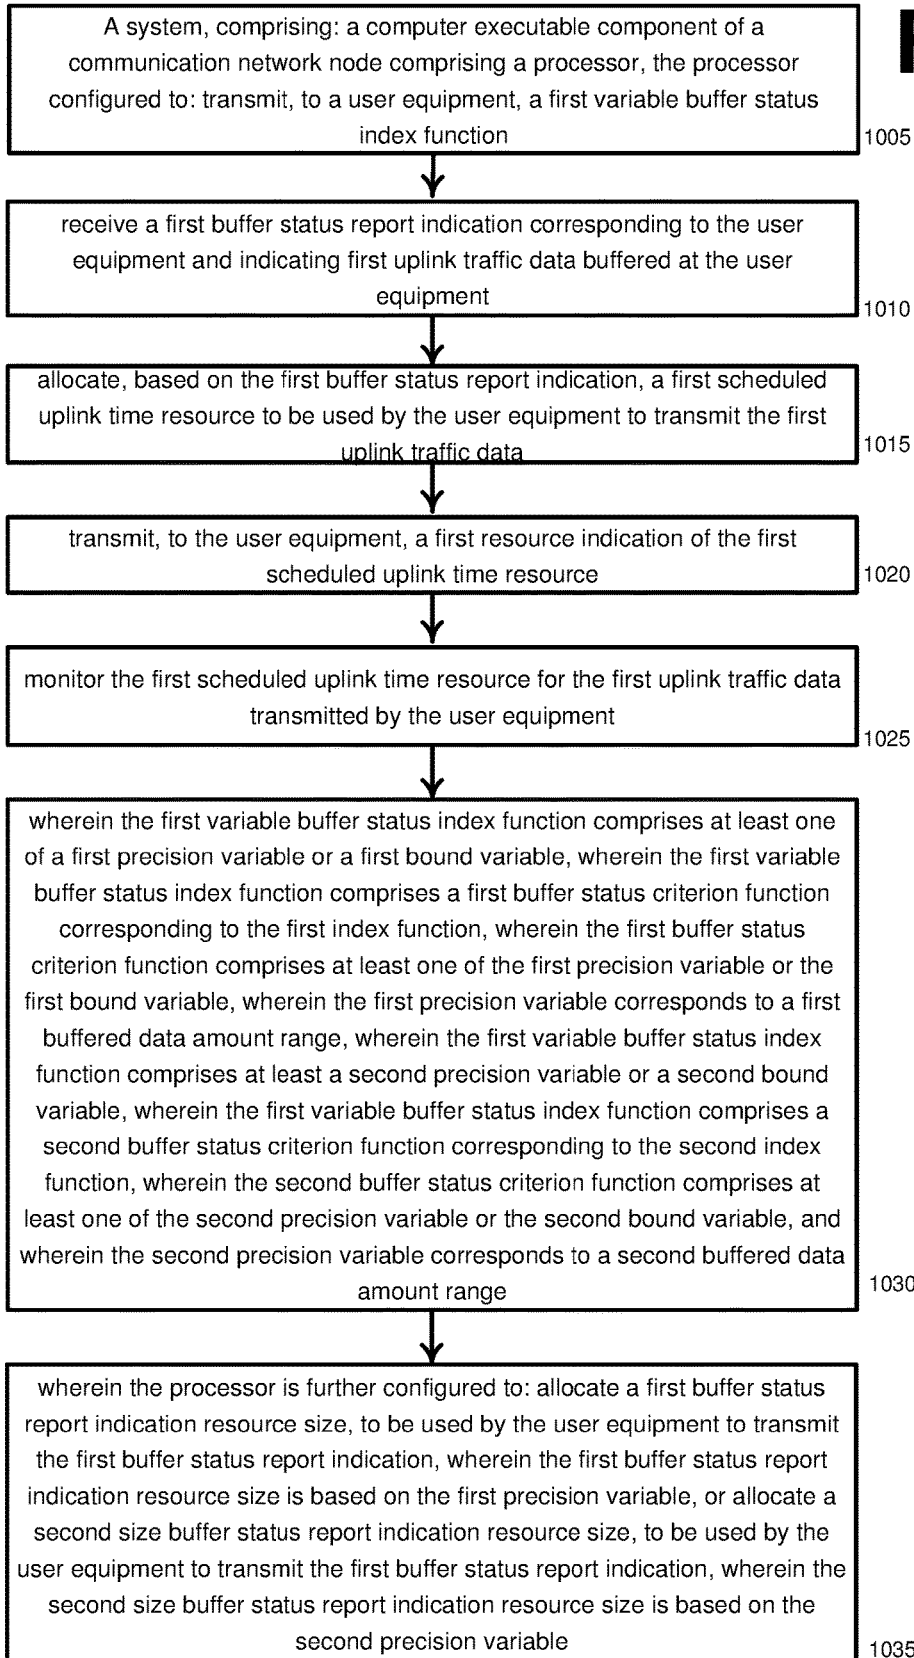 A system, comprising: a computer executable component of a
communication network node comprising a processor, the processor
configured to: transmit, to a user equipment, a first variable buffer status
index function
1005
receive a first buffer status report indication corresponding to the user
equipment and indicating first uplink traffic data buffered at the user
equipment
1010
allocate, based on the first buffer status report indication, a first scheduled
uplink time resource to be used by the user equipment to transmit the first
uplink traffic data
1015
transmit, to the user equipment, a first resource indication of the first
scheduled uplink time resource
1020
monitor the first scheduled uplink time resource for the first uplink traffic data
transmitted by the user equipment
1025
wherein the first variable buffer status index function comprises at least one
of a first precision variable or a first bound variable, wherein the first variable
buffer status index function comprises a first buffer status criterion function
corresponding to the first index function, wherein the first buffer status
criterion function comprises at least one of the first precision variable or the
first bound variable, wherein the first precision variable corresponds to a first
buffered data amount range, wherein the first variable buffer status index
function comprises at least a second precision variable or a second bound
variable, wherein the first variable buffer status index function comprises a
second buffer status criterion function corresponding to the second index
function, wherein the second buffer status criterion function comprises at
least one of the second precision variable or the second bound variable, and
wherein the second precision variable corresponds to a second buffered data
amount range
1030
wherein the processor is further configured to: allocate a first buffer status
report indication resource size, to be used by the user equipment to transmit
the first buffer status report indication, wherein the first buffer status report
indication resource size is based on the first precision variable, or allocate a
second size buffer status report indication resource size, to be used by the
user equipment to transmit the first buffer status report indication, wherein the
second size buffer status report indication resource size is based on the
second precision variable
1035